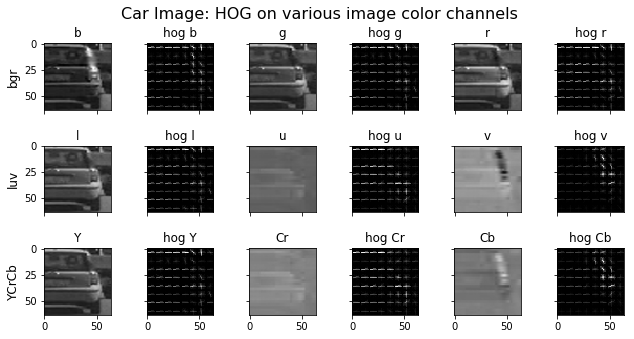 Car Image: HOG on various image color channels
b hog b g hog g r hog r
bgr
0
25
50
l hog l u hog u v hog v
luv
0
25
50
Y hog Y Cr hog Cr Cb hog Cb
YCrCb
0
25
50
0 50 0 50 0 50 0 50 0 50 0 50